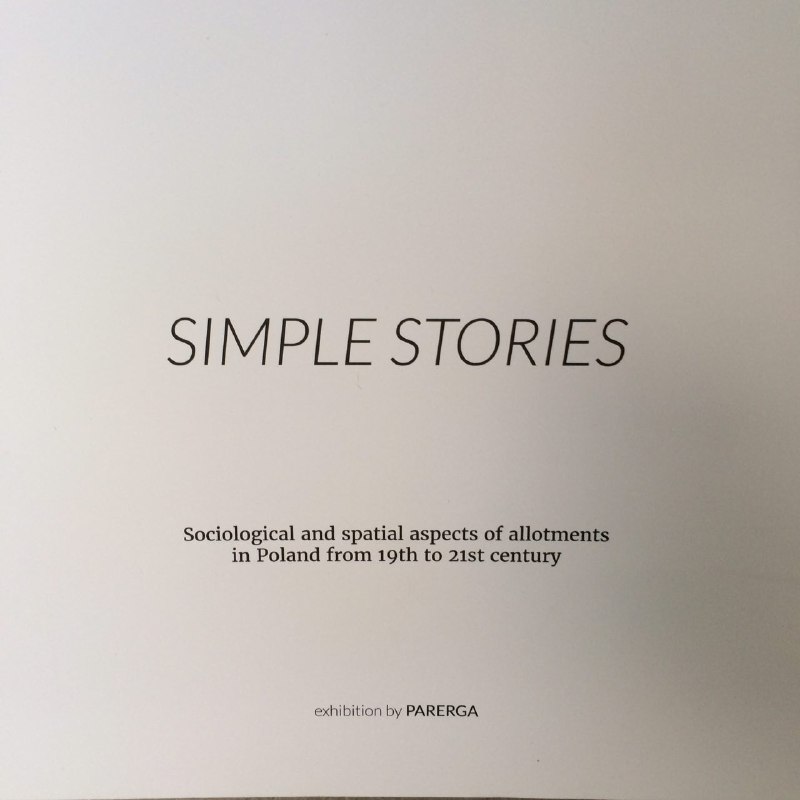 SIMPLE STORIES
Sociological and spatial aspects of allotments
in Poland from 19th to 21st century
exhibition by PARERGA